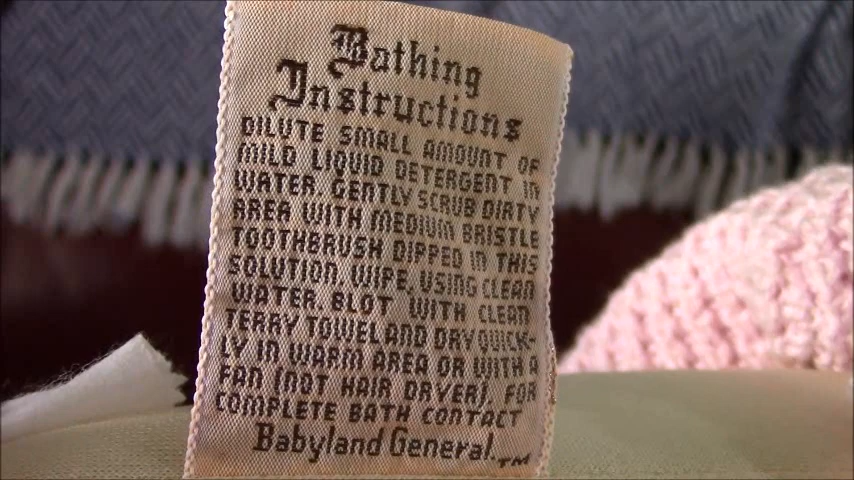 Bathing
Instructions
DILUTE SMALL AMOUNT OF
MILD LIQUID DETERGENT IN
WATER. GENTLY SCRUB DIRTY
AREA WITH MEDIUM BRISTLE
TOOTHBRUSH DIPPED IN THIS
SOLUTION. WIPE, USING CLEAN
WATER. BLOT WITH CLEAN
TERRY TOWEL AND DRY QUICK-
LY IN WARM AREA OR WITH A
FAN (NOT HAIR DRYER). FOR
COMPLETE BATH CONTACT
Babyland General.™